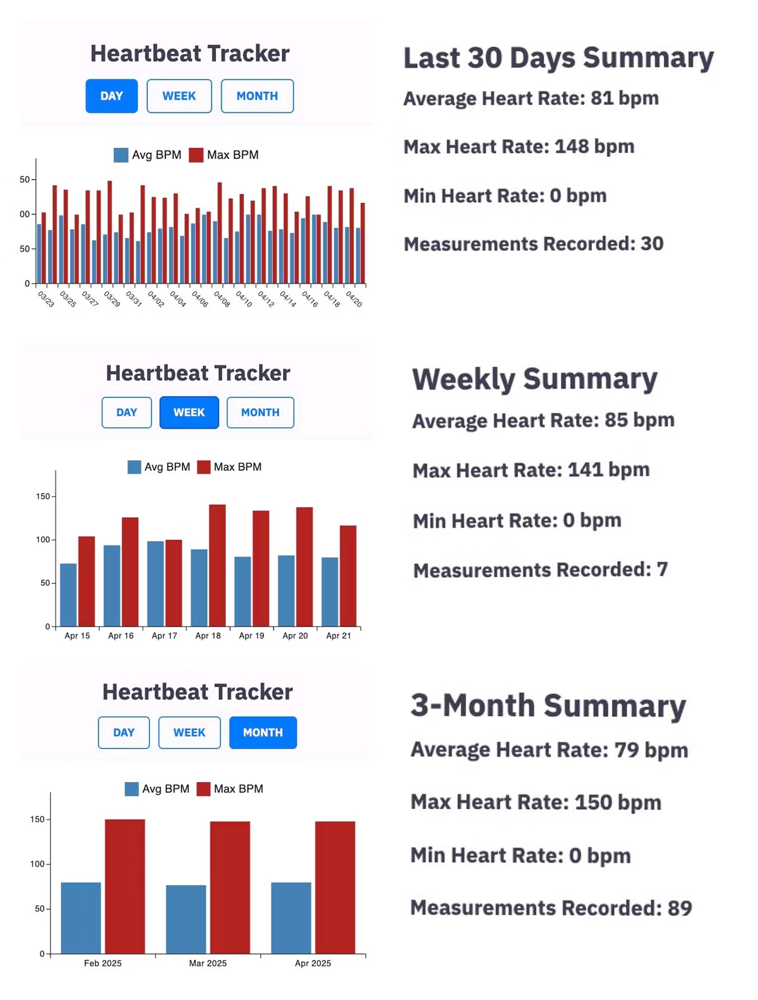 Heartbeat Tracker
DAY WEEK MONTH
Avg BPM Max BPM
50
00
50
0
03/23 03/25 03/27 03/29 03/31 04/02 04/04 04/06 04/08 04/10 04/12 04/14 04/16 04/18 04/20
Last 30 Days Summary
Average Heart Rate: 81 bpm
Max Heart Rate: 148 bpm
Min Heart Rate: 0 bpm
Measurements Recorded: 30
Heartbeat Tracker
DAY WEEK MONTH
Avg BPM Max BPM
150
100
50
0
Apr 15 Apr 16 Apr 17 Apr 18 Apr 19 Apr 20 Apr 21
Weekly Summary
Average Heart Rate: 85 bpm
Max Heart Rate: 141 bpm
Min Heart Rate: 0 bpm
Measurements Recorded: 7
Heartbeat Tracker
DAY WEEK MONTH
Avg BPM Max BPM
150
100
50
0
Feb 2025 Mar 2025 Apr 2025
3-Month Summary
Average Heart Rate: 79 bpm
Max Heart Rate: 150 bpm
Min Heart Rate: 0 bpm
Measurements Recorded: 89